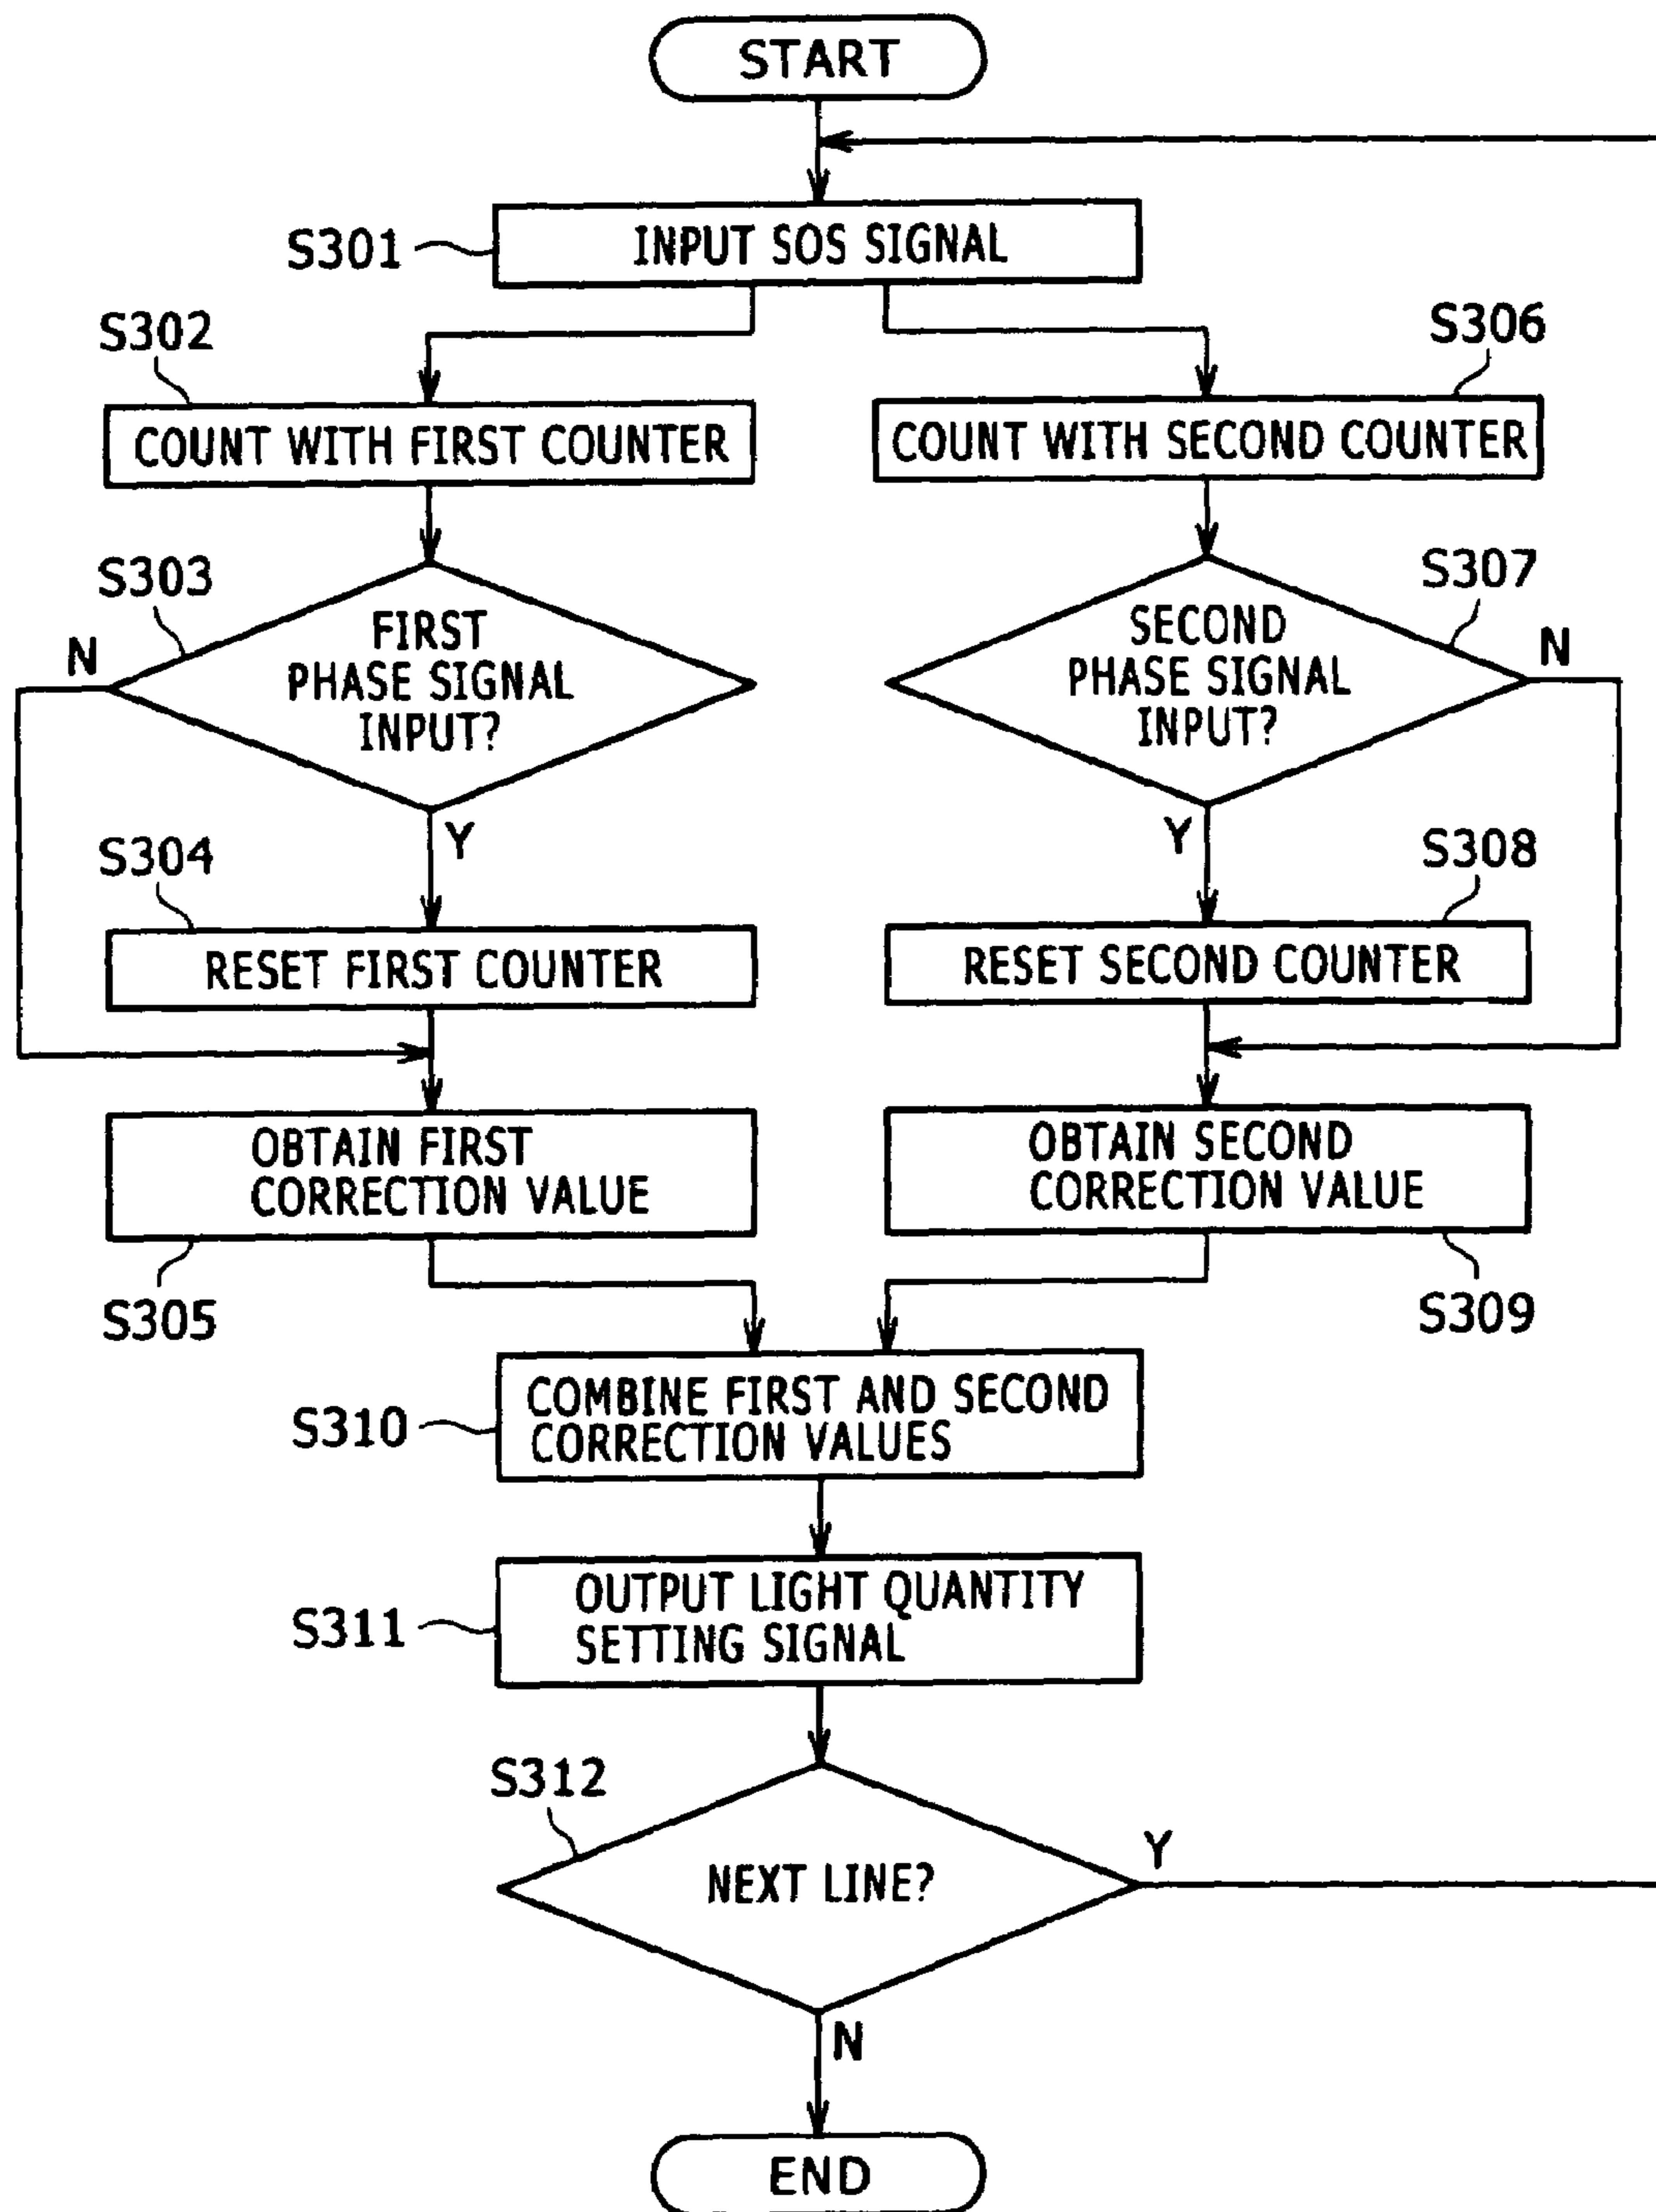 START
S301
INPUT SOS SIGNAL
S302
COUNT WITH FIRST COUNTER
S306
COUNT WITH SECOND COUNTER
S303
N
FIRST
PHASE SIGNAL
INPUT?
Y
S307
N
SECOND
PHASE SIGNAL
INPUT?
Y
S304
RESET FIRST COUNTER
S308
RESET SECOND COUNTER
OBTAIN FIRST
CORRECTION VALUE
S305
OBTAIN SECOND
CORRECTION VALUE
S309
S310
COMBINE FIRST AND SECOND
CORRECTION VALUES
S311
OUTPUT LIGHT QUANTITY
SETTING SIGNAL
S312
NEXT LINE?
Y
N
END